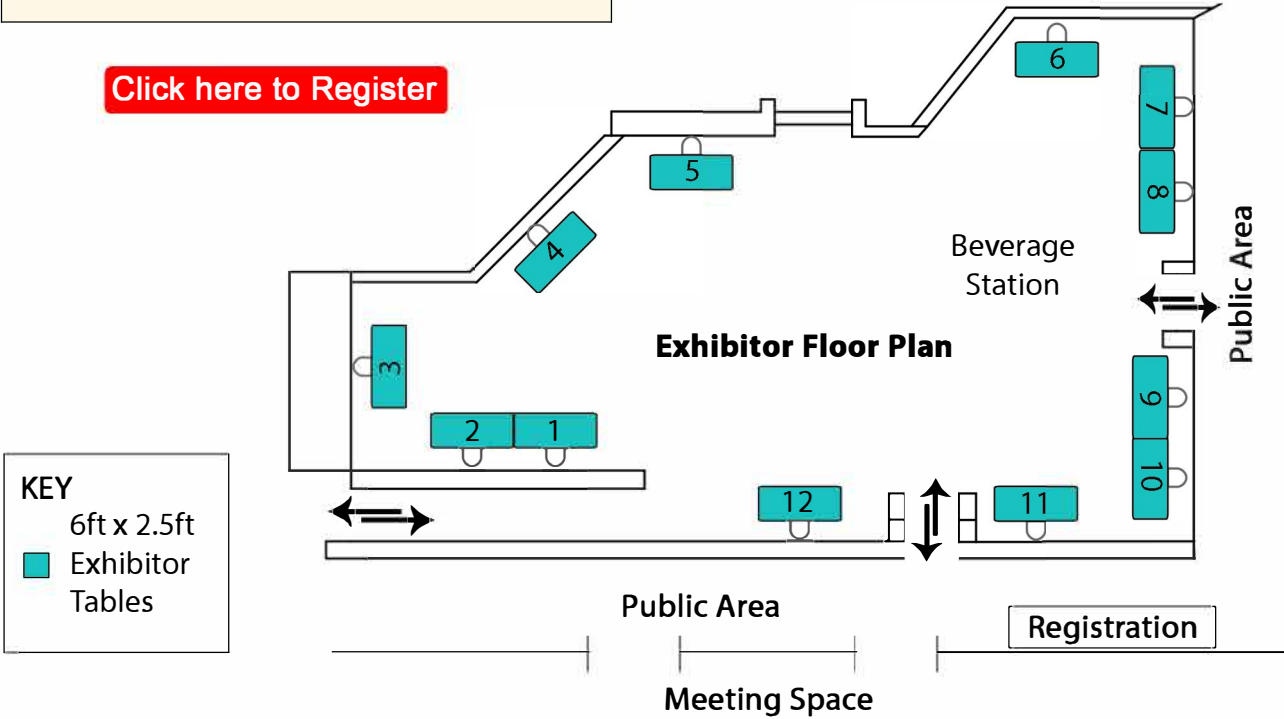 Click here to Register
6
7
5
8
4
Beverage
Station
Public Area
Exhibitor Floor Plan
3
9
2
1
10
12
11
KEY
6ft x 2.5ft
Exhibitor
Tables
Public Area
Registration
Meeting Space